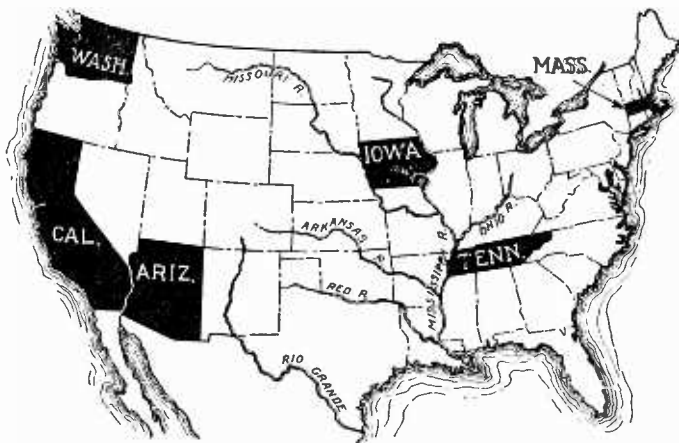 WASH.
MISSOURI R.
MASS.
IOWA
CAL.
ARIZ.
ARKANSAS R.
OHIO R.
MISSISSIPPI R.
TENN.
RED R.
RIO GRANDE